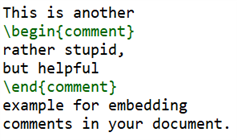 This is another
\begin{comment}
rather stupid,
but helpful
\end{comment}
example for embedding
comments in your document.